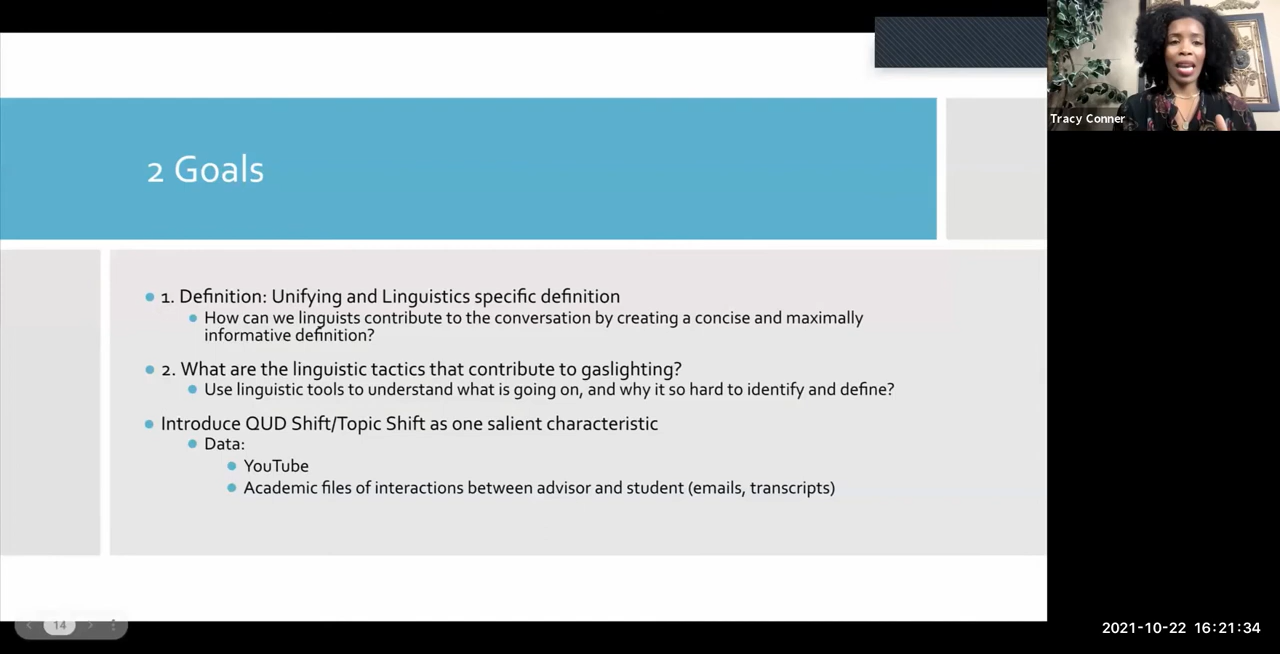 Tracy Conner
2 Goals
1. Definition: Unifying and Linguistics specific definition
How can we linguists contribute to the conversation by creating a concise and maximally
informative definition?
2. What are the linguistic tactics that contribute to gaslighting?
Use linguistic tools to understand what is going on, and why it so hard to identify and define?
Introduce QUD Shift/Topic Shift as one salient characteristic
Data:
YouTube
Academic files of interactions between advisor and student (emails, transcripts)
14
2021-10-22 16:21:34